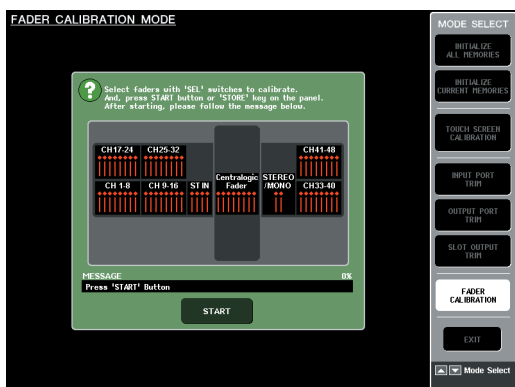 FADER CALIBRATION MODE
Select faders with 'SEL' switches to calibrate.
And, press START button or 'STORE' key on the panel.
After starting, please follow the message below.
CH17-24
CH25-32
CH41-48
CH 1-8
CH 9-16
ST IN
Centralogic
Fader
STEREO
/MONO
CH33-40
MESSAGE
0%
Press 'START' Button
START
MODE SELECT
INITIALIZE
ALL MEMORIES
INITIALIZE
CURRENT MEMORIES
TOUCH SCREEN
CALIBRATION
INPUT PORT
TRIM
OUTPUT PORT
TRIM
SLOT OUTPUT
TRIM
FADER
CALIBRATION
EXIT
Mode Select